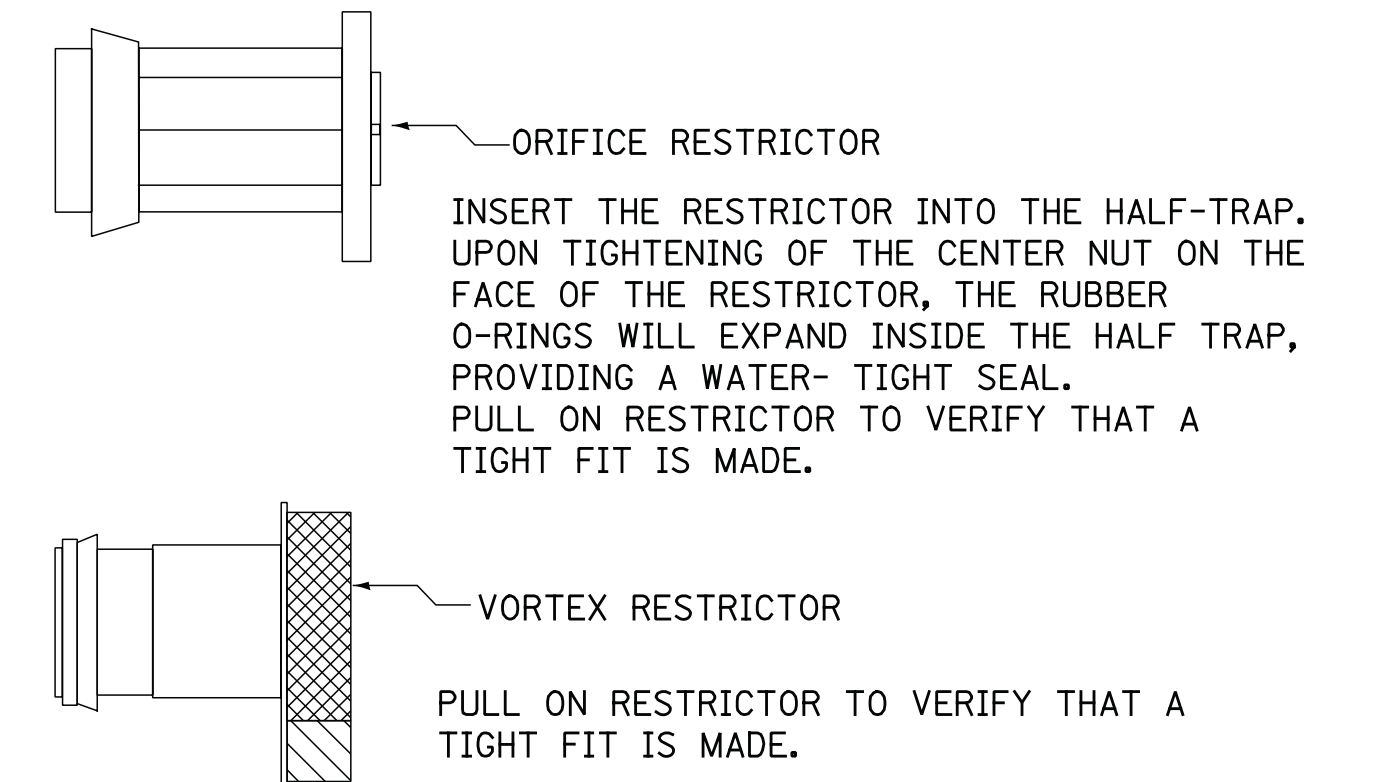 ORIFICE RESTRICTOR
INSERT THE RESTRICTOR INTO THE HALF-TRAP.
UPON TIGHTENING OF THE CENTER NUT ON THE
FACE OF THE RESTRICTOR, THE RUBBER
O-RINGS WILL EXPAND INSIDE THE HALF TRAP,
PROVIDING A WATER- TIGHT SEAL.
PULL ON RESTRICTOR TO VERIFY THAT A
TIGHT FIT IS MADE.
VORTEX RESTRICTOR
PULL ON RESTRICTOR TO VERIFY THAT A
TIGHT FIT IS MADE.